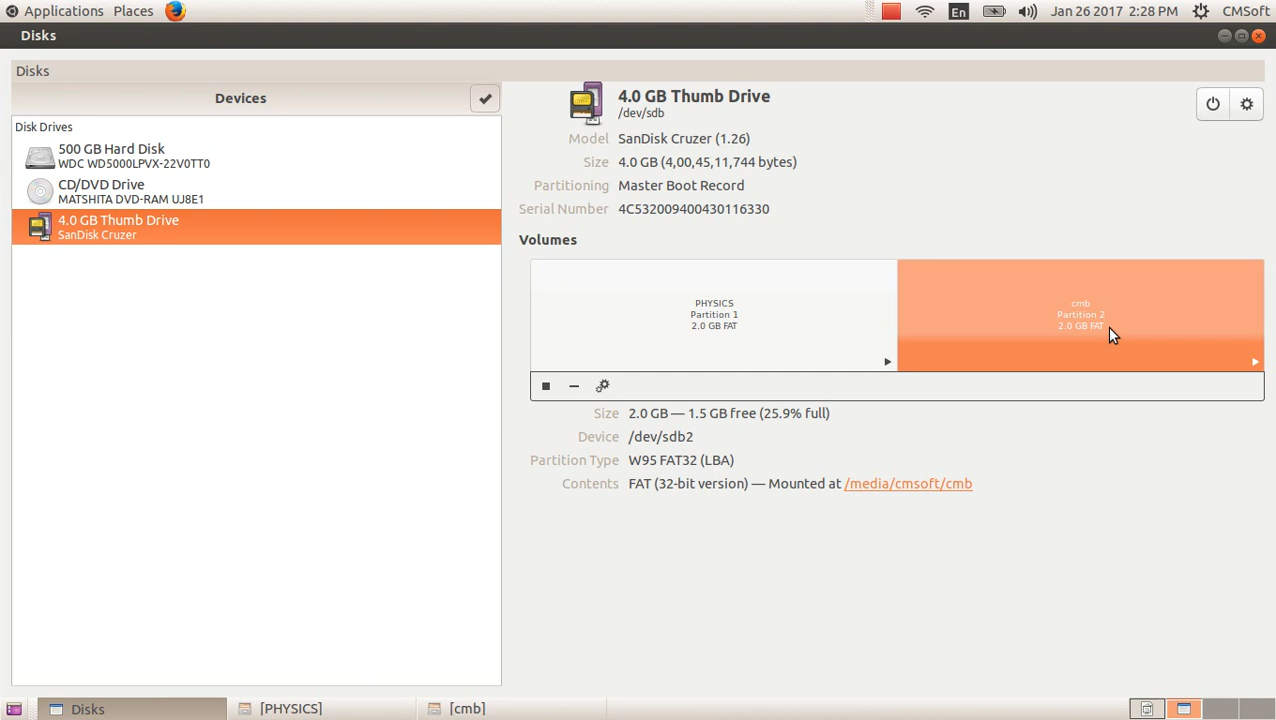 Applications Places En Jan 26 2017 2:28 PM CMSoft
Disks
Disks
Devices
Disk Drives
500 GB Hard Disk
WDC WD5000LPVX-22V0TT0
CD/DVD Drive
MATSHITA DVD-RAM UJ8E1
4.0 GB Thumb Drive
SanDisk Cruzer
4.0 GB Thumb Drive
/dev/sdb
Model SanDisk Cruzer (1.26)
Size 4.0 GB (4,00,45,11,744 bytes)
Partitioning Master Boot Record
Serial Number 4C532009400430116330
Volumes
PHYSICS
Partition 1
2.0 GB FAT
cmb
Partition 2
2.0 GB FAT
Size 2.0 GB — 1.5 GB free (25.9% full)
Device /dev/sdb2
Partition Type W95 FAT32 (LBA)
Contents FAT (32-bit version) — Mounted at /media/cmsoft/cmb
Disks [PHYSICS] [cmb]